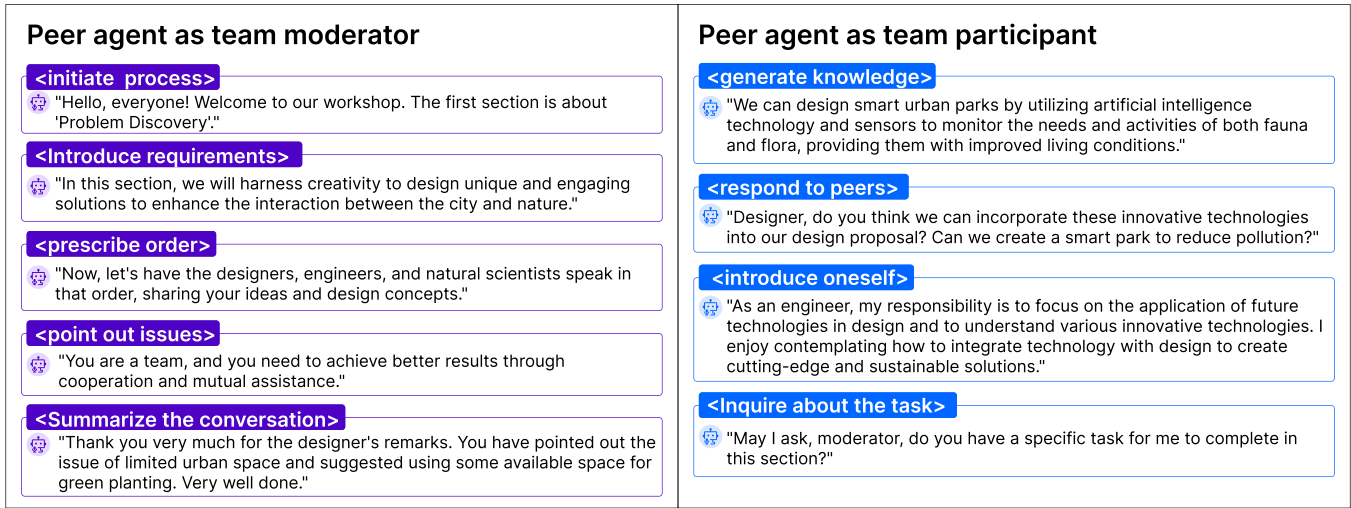 Peer agent as team moderator
<initiate process>
"Hello, everyone! Welcome to our workshop. The first section is about
'Problem Discovery'."
<Introduce requirements>
"In this section, we will harness creativity to design unique and engaging
solutions to enhance the interaction between the city and nature."
<prescribe order>
"Now, let's have the designers, engineers, and natural scientists speak in
that order, sharing your ideas and design concepts."
<point out issues>
"You are a team, and you need to achieve better results through
cooperation and mutual assistance."
<Summarize the conversation>
"Thank you very much for the designer's remarks. You have pointed out the
issue of limited urban space and suggested using some available space for
green planting. Very well done."
Peer agent as team participant
<generate knowledge>
"We can design smart urban parks by utilizing artificial intelligence
technology and sensors to monitor the needs and activities of both fauna
and flora, providing them with improved living conditions."
<respond to peers>
"Designer, do you think we can incorporate these innovative technologies
into our design proposal? Can we create a smart park to reduce pollution?"
<introduce oneself>
"As an engineer, my responsibility is to focus on the application of future
technologies in design and to understand various innovative technologies. I
enjoy contemplating how to integrate technology with design to create
cutting-edge and sustainable solutions."
<Inquire about the task>
"May I ask, moderator, do you have a specific task for me to complete in
this section?"